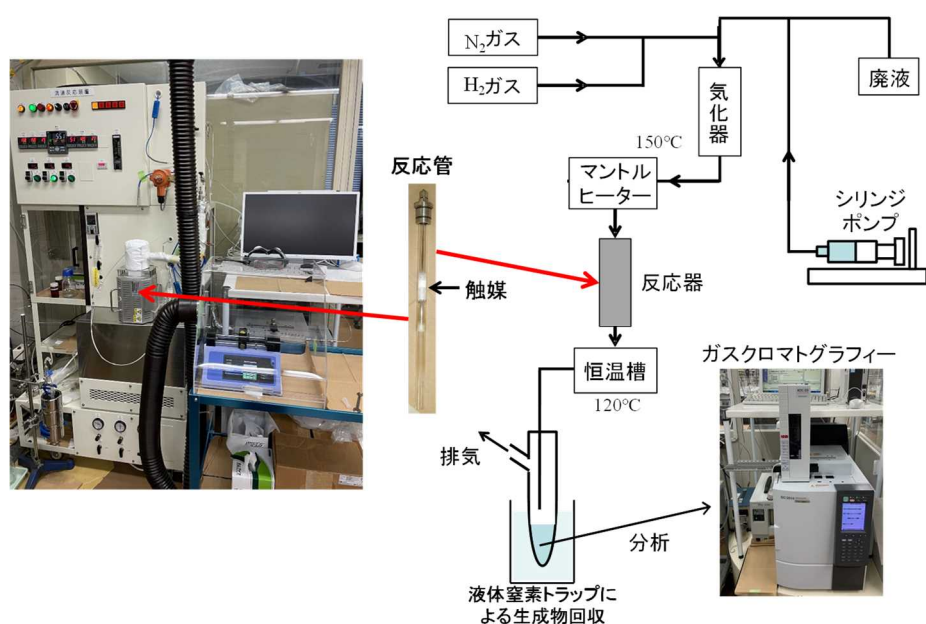 N₂ガス
H₂ガス
気化器
廃液
150℃
マントル
ヒーター
シリンジ
ポンプ
反応管
触媒
反応器
恒温槽
120℃
ガスクロマトグラフィー
排気
分析
液体窒素トラップに
よる生成物回収